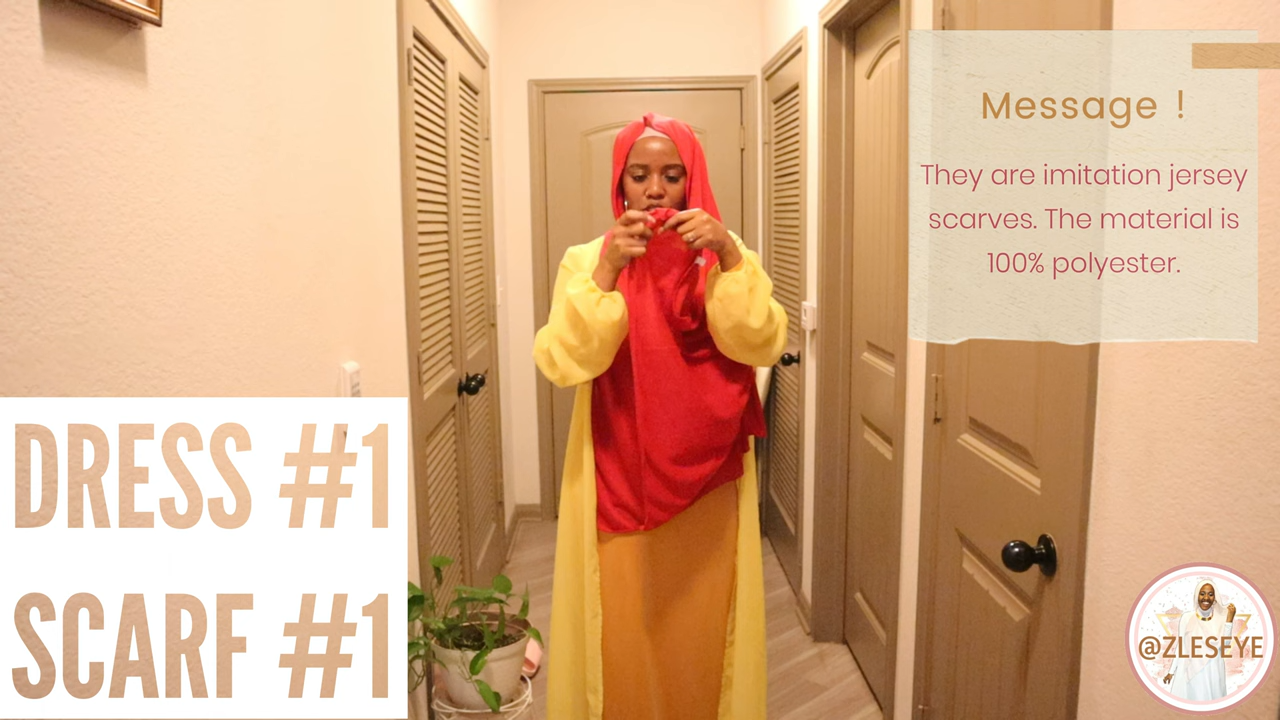 Message !
They are imitation jersey
scarves. The material is
100% polyester.
DRESS #1
SCARF #1
@ZLESEYE